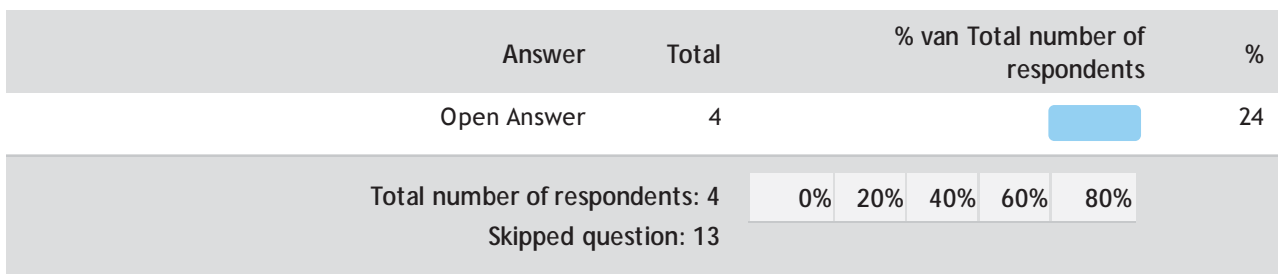 Answer Total % van Total number of respondents %
Open Answer 4 24
Total number of respondents: 4 0% 20% 40% 60% 80%
Skipped question: 13